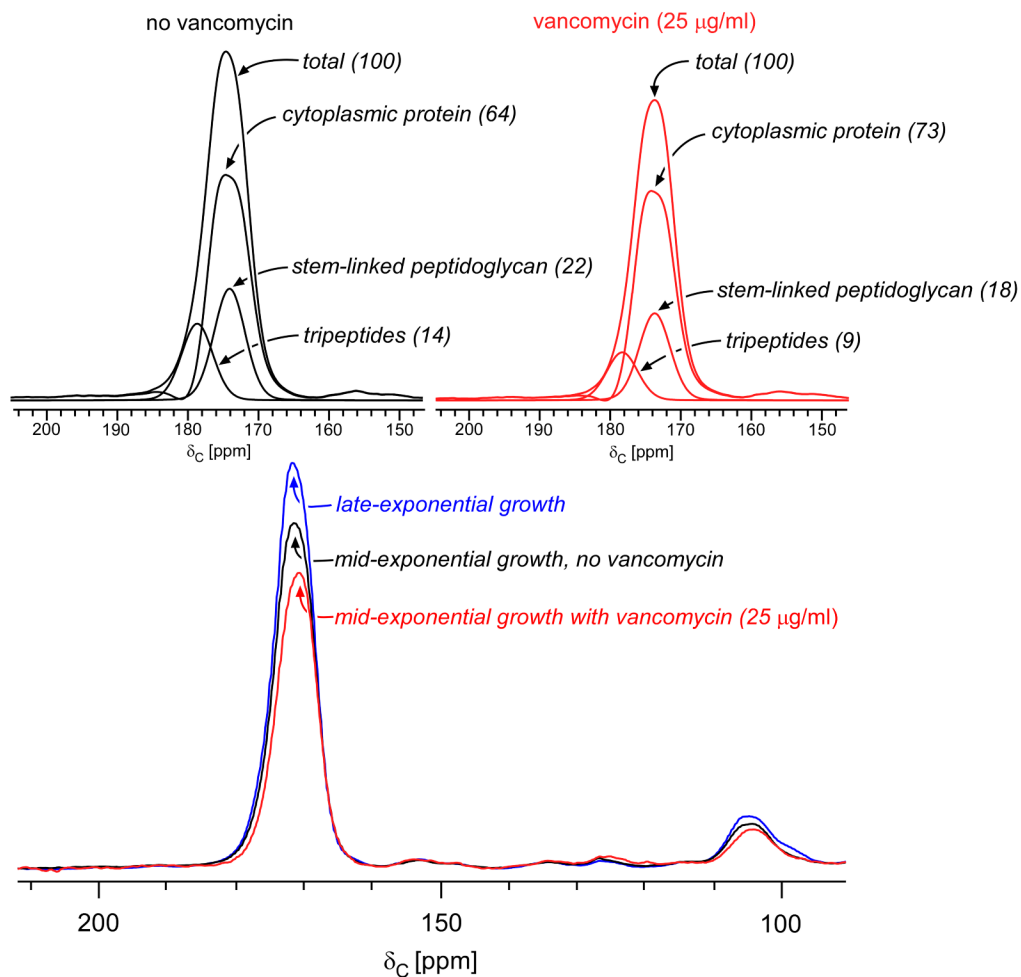 no vancomycin
total (100)
cytoplasmic protein (64)
stem-linked peptidoglycan (22)
tripeptides (14)
200 190 180 170 160 150
δC [ppm]
vancomycin (25 μg/ml)
total (100)
cytoplasmic protein (73)
stem-linked peptidoglycan (18)
tripeptides (9)
200 190 180 170 160 150
δC [ppm]
late-exponential growth
mid-exponential growth, no vancomycin
mid-exponential growth with vancomycin (25 μg/ml)
200 150 100
δC [ppm]